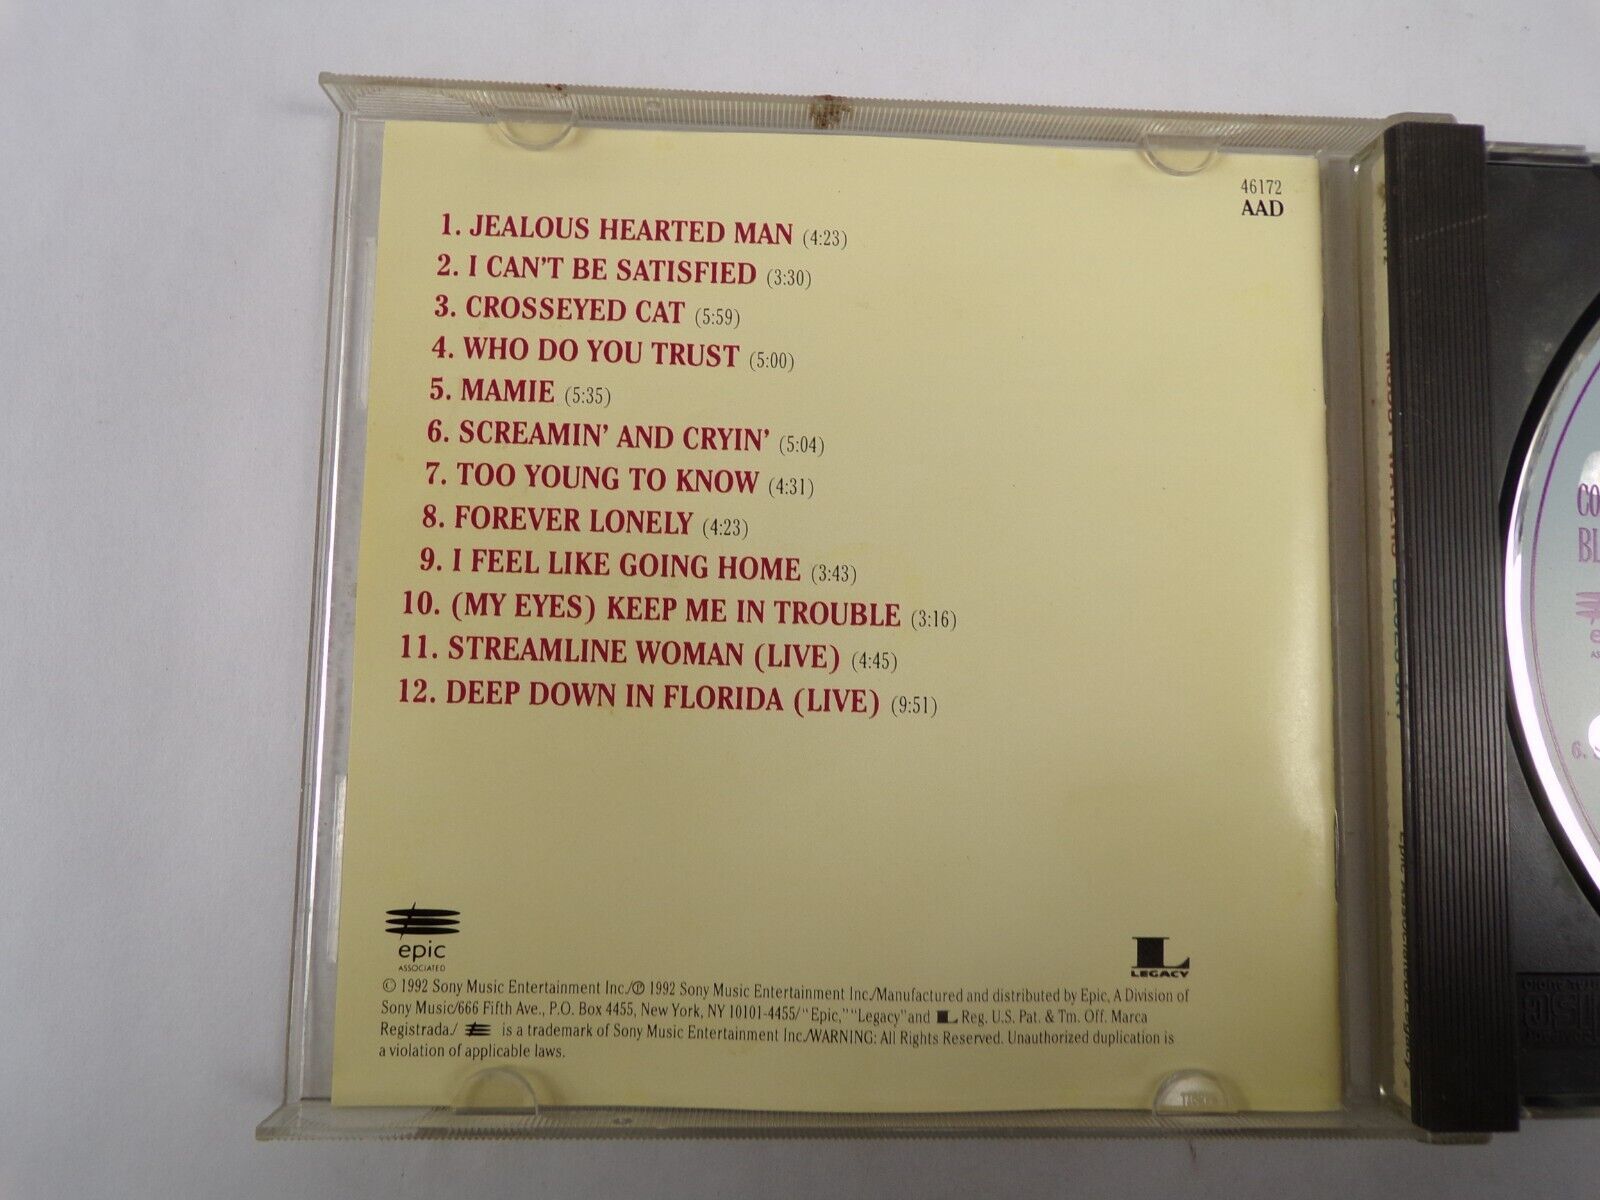 46172
AAD
1. JEALOUS HEARTED MAN (4:23)
2. I CAN'T BE SATISFIED (3:30)
3. CROSSEYED CAT (5:59)
4. WHO DO YOU TRUST (5:00)
5. MAMIE (5:35)
6. SCREAMIN' AND CRYIN' (5:04)
7. TOO YOUNG TO KNOW (4:31)
8. FOREVER LONELY (4:23)
9. I FEEL LIKE GOING HOME (3:43)
10. (MY EYES) KEEP ME IN TROUBLE (3:16)
11. STREAMLINE WOMAN (LIVE) (4:45)
12. DEEP DOWN IN FLORIDA (LIVE) (9:51)
epic
ASSOCIATED
L
LEGACY
© 1992 Sony Music Entertainment Inc./℗ 1992 Sony Music Entertainment Inc./Manufactured and distributed by Epic, A Division of
Sony Music/666 Fifth Ave., P.O. Box 4455, New York, NY 10101-4455/"Epic," "Legacy" and L Reg. U.S. Pat. & Tm. Off. Marca
Registrada./ is a trademark of Sony Music Entertainment Inc./WARNING: All Rights Reserved. Unauthorized duplication is
a violation of applicable laws.
CO
BL
6.